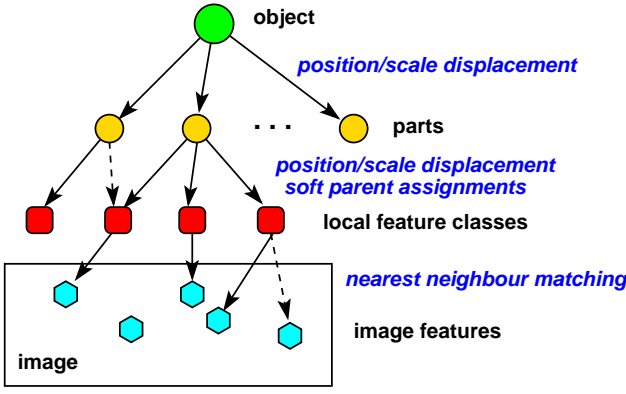 object
position/scale displacement
. . .
parts
position/scale displacement
soft parent assignments
local feature classes
nearest neighbour matching
image features
image